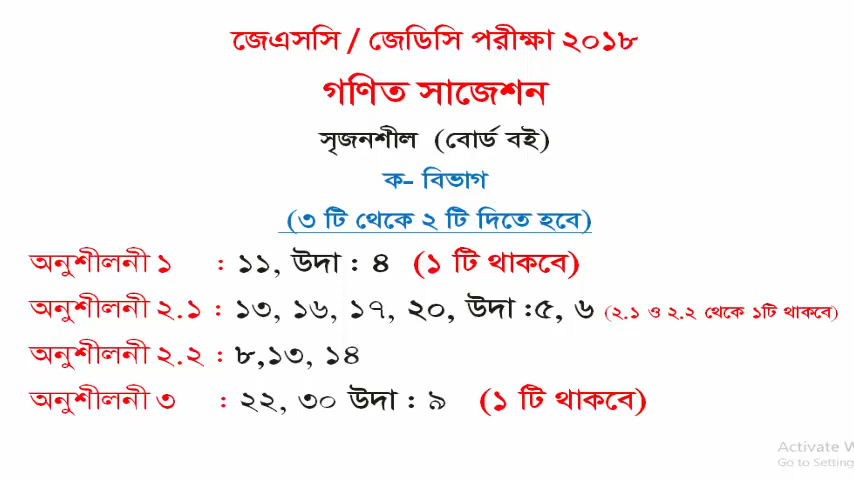 জেএসসি / জেডিসি পরীক্ষা ২০১৮
গণিত সাজেশন
সৃজনশীল (বোর্ড বই)
ক- বিভাগ
(৩ টি থেকে ২ টি দিতে হবে)
অনুশীলনী ১ : ১১, উদা : ৪ (১ টি থাকবে)
অনুশীলনী ২.১ : ১৩, ১৬, ১৭, ২০, উদা :৫, ৬ (২.১ ও ২.২ থেকে ১টি থাকবে)
অনুশীলনী ২.২ : ৮,১৩, ১৪
অনুশীলনী ৩ : ২২, ৩০ উদা : ৯ (১ টি থাকবে)
Activate W
Go to Setting